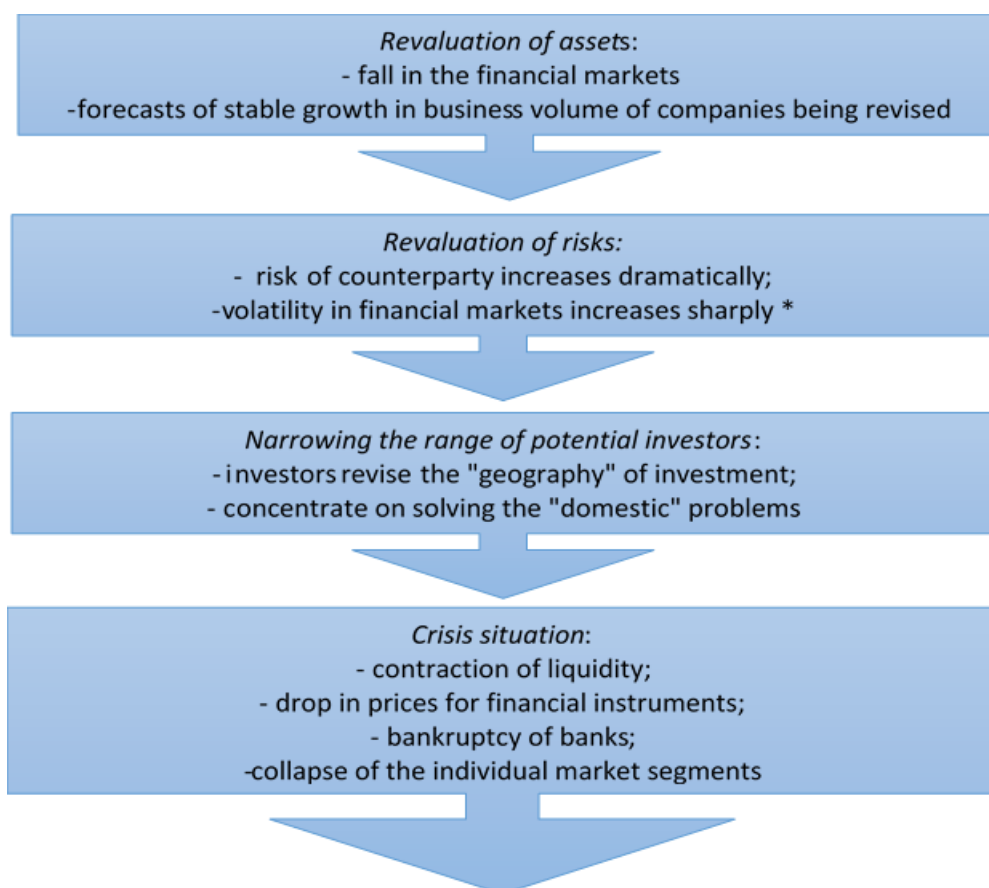 Revaluation of assets:
- fall in the financial markets
-forecasts of stable growth in business volume of companies being revised
Revaluation of risks:
- risk of counterparty increases dramatically;
-volatility in financial markets increases sharply *
Narrowing the range of potential investors:
-investors revise the "geography" of investment;
- concentrate on solving the "domestic" problems
Crisis situation:
- contraction of liquidity;
- drop in prices for financial instruments;
- bankruptcy of banks;
-collapse of the individual market segments